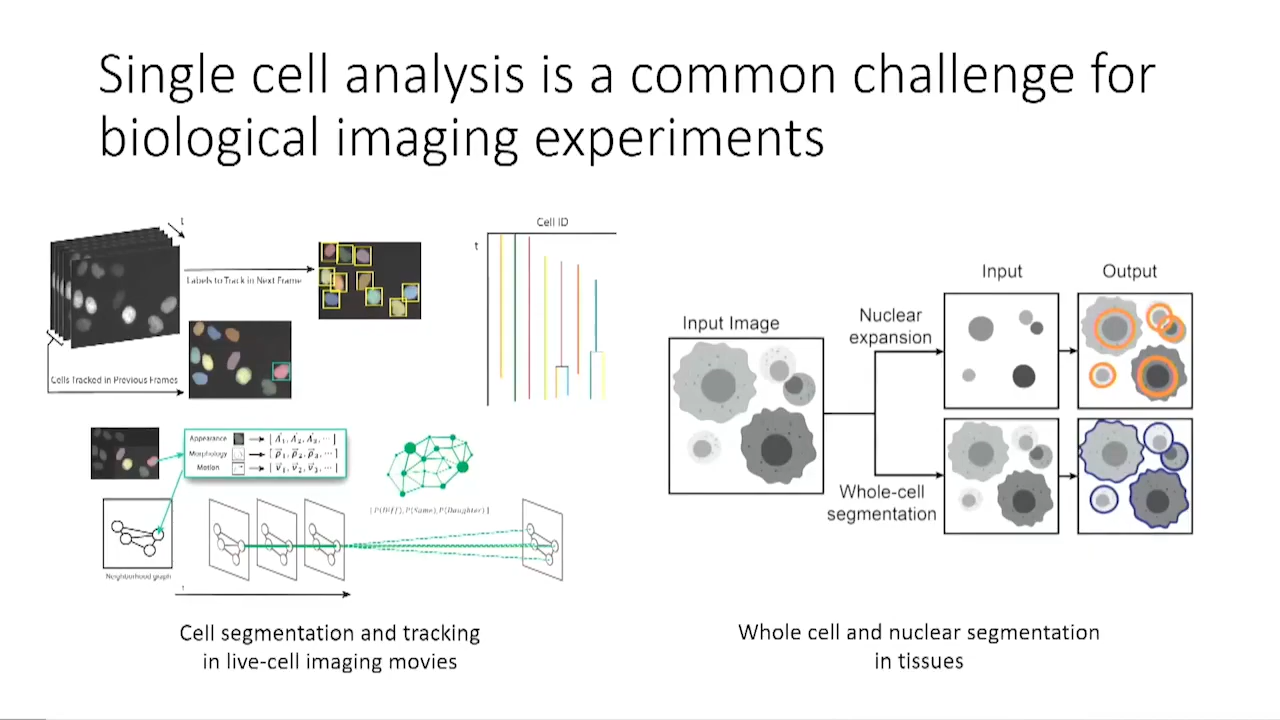 Single cell analysis is a common challenge for
biological imaging experiments
t
Labels to Track in Next Frame
Cells Tracked in Previous Frames
Cell ID
t
Appearance
Morphology
Motion
Neighborhood graph
t
Cell segmentation and tracking
in live-cell imaging movies
Input Image
Nuclear
expansion
Whole-cell
segmentation
Input
Output
Whole cell and nuclear segmentation
in tissues